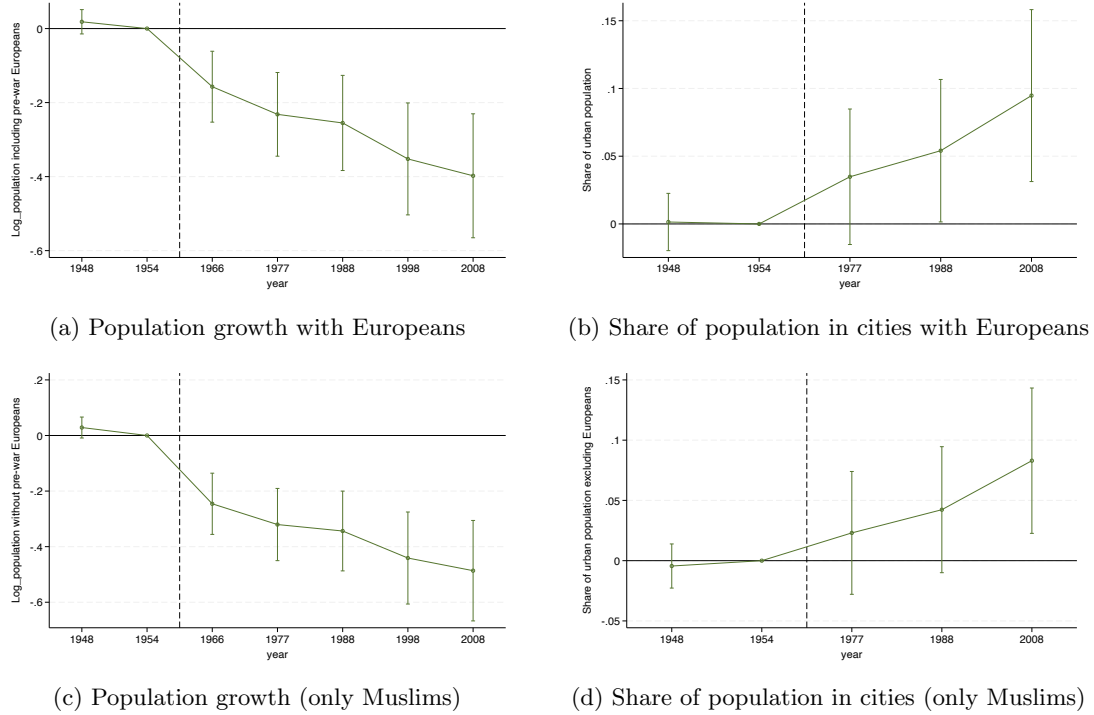 Log_population including pre-war Europeans
0
-.2
-.4
-.6
1948 1954 1966 1977 1988 1998 2008
year
(a) Population growth with Europeans
Share of urban population
.15
.1
.05
0
1948 1954 1977 1988 2008
year
(b) Share of population in cities with Europeans
Log_population without pre-war Europeans
.2
0
-.2
-.4
-.6
1948 1954 1966 1977 1988 1998 2008
year
(c) Population growth (only Muslims)
Share of urban population excluding Europeans
.15
.1
.05
0
-.05
1948 1954 1977 1988 2008
year
(d) Share of population in cities (only Muslims)